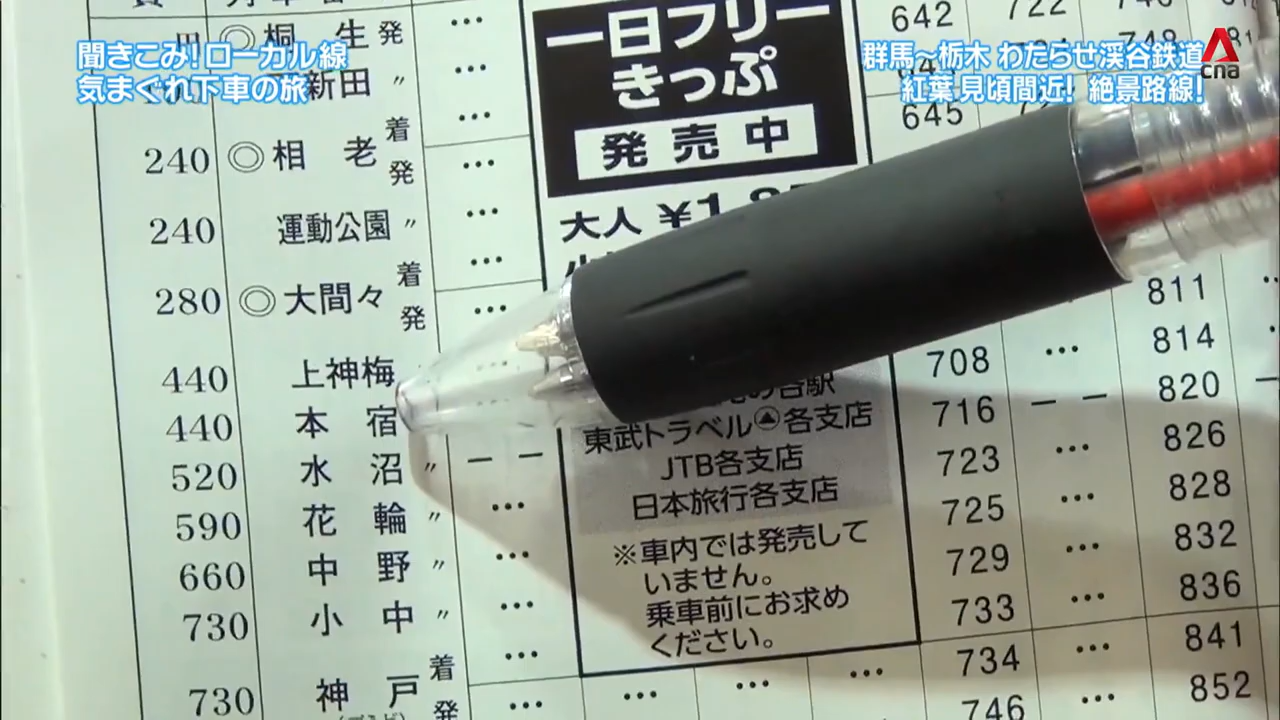 聞きこみ!ローカル線
気まぐれ下車の旅
群馬~栃木 わたらせ渓谷鉄道
紅葉 見頃間近! 絶景路線!
cna
◎桐生 発
新田 〃
240 ◎相老 着 発
240 運動公園 〃
280 ◎大間々 着 発
440 上神梅
440 本宿
520 水沼 〃
590 花輪 〃
660 中野 〃
730 小中 〃
730 神戸 着 発
一日フリー
きっぷ
発売中
大人 ¥1
各駅
東武トラベル 各支店
JTB各支店
日本旅行各支店
※車内では発売して
いません。
乗車前にお求め
ください。
642 722
645
811
708 … 814
716 — — 820
723 … 826
725 … 828
729 … 832
733 … 836
734 … 841
746 … 852